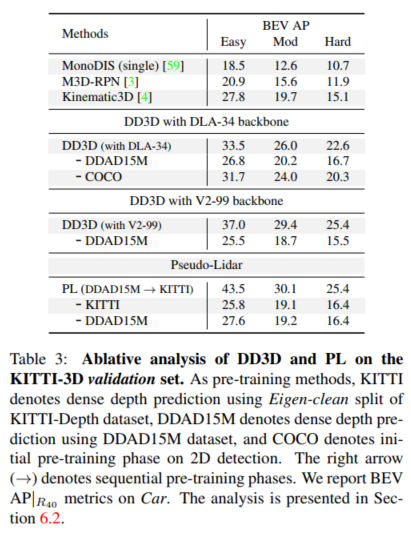 Methods BEV AP
Easy Mod Hard
MonoDIS (single) [59] 18.5 12.6 10.7
M3D-RPN [3] 20.9 15.6 11.9
Kinematic3D [4] 27.8 19.7 15.1
DD3D with DLA-34 backbone
DD3D (with DLA-34) 33.5 26.0 22.6
- DDAD15M 26.8 20.2 16.7
- COCO 31.7 24.0 20.3
DD3D with V2-99 backbone
DD3D (with V2-99) 37.0 29.4 25.4
- DDAD15M 25.5 18.7 15.5
Pseudo-Lidar
PL (DDAD15M → KITTI) 43.5 30.1 25.4
- KITTI 25.8 19.1 16.4
- DDAD15M 27.6 19.2 16.4
Table 3: Ablative analysis of DD3D and PL on the
KITTI-3D validation set. As pre-training methods, KITTI
denotes dense depth prediction using Eigen-clean split of
KITTI-Depth dataset, DDAD15M denotes dense depth pre-
diction using DDAD15M dataset, and COCO denotes ini-
tial pre-training phase on 2D detection. The right arrow
(→) denotes sequential pre-training phases. We report BEV
AP|R40 metrics on Car. The analysis is presented in Sec-
tion 6.2.